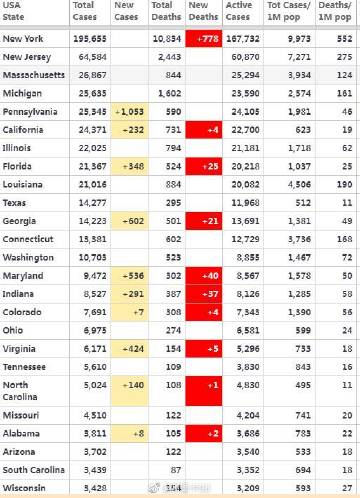 USA State Total Cases New Cases Total Deaths New Deaths Active Cases Tot Cases/ 1M pop Deaths/ 1M pop
New York 195,655 10,834 +778 167,732 9,973 552
New Jersey 64,584 2,443 60,870 7,271 275
Massachusetts 26,867 844 25,294 3,934 124
Michigan 25,635 1,602 23,590 2,574 161
Pennsylvania 25,345 +1,053 590 24,105 1,981 46
California 24,371 +232 731 +4 22,700 623 19
Illinois 22,025 794 21,181 1,718 62
Florida 21,367 +348 524 +25 20,218 1,037 25
Louisiana 21,016 884 20,082 4,506 190
Texas 14,277 295 11,968 512 11
Georgia 14,223 +602 501 +21 13,691 1,381 49
Connecticut 13,381 602 12,729 3,736 168
Washington 10,703 523 8,855 1,467 72
Maryland 9,472 +536 302 +40 8,567 1,578 50
Indiana 8,527 +291 387 +37 8,126 1,285 58
Colorado 7,691 +7 308 +4 7,343 1,390 56
Ohio 6,975 274 6,581 599 24
Virginia 6,171 +424 154 +5 5,296 733 18
Tennessee 5,610 109 3,830 843 16
North Carolina 5,024 +140 108 +1 4,830 495 11
Missouri 4,510 122 4,204 741 20
Alabama 3,811 +8 105 +2 3,686 783 22
Arizona 3,702 122 3,540 533 18
South Carolina 3,439 87 3,352 694 18
Wisconsin 3,428 3,209 593 27